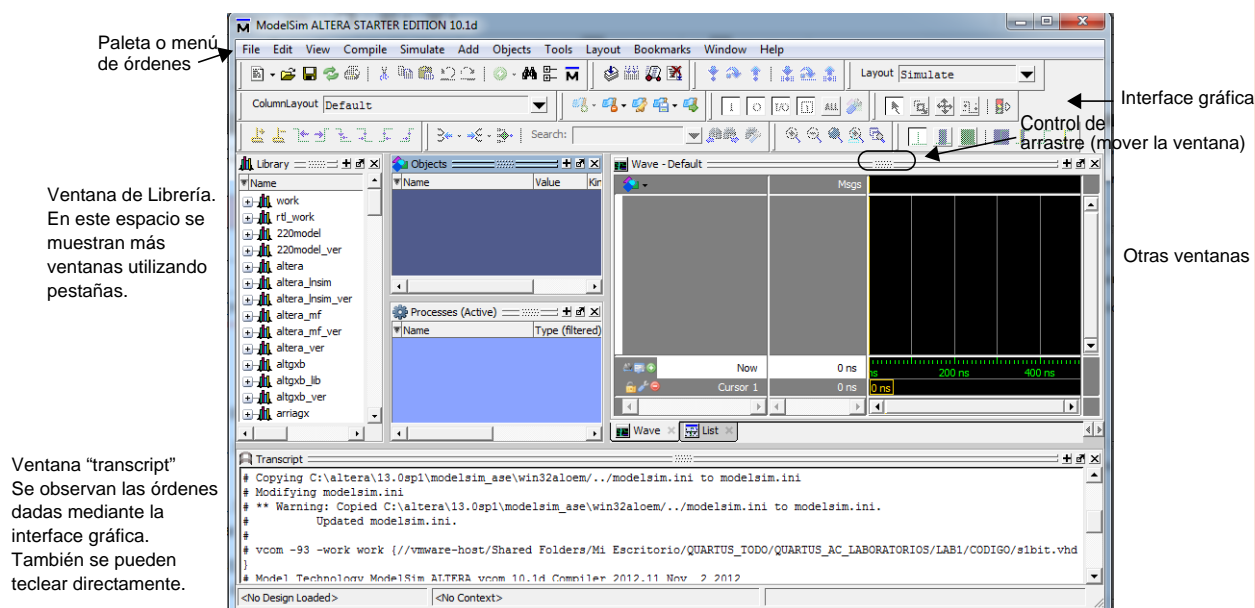 ModelSim ALTERA STARTER EDITION 10.1d
Paleta o menú
de órdenes
File Edit View Compile Simulate Add Objects Tools Layout Bookmarks Window Help
Layout Simulate
ColumnLayout Default
ALL
Interface gráfica
Control de
arrastre (mover la ventana)
Search:
Library
Name
work
rtl_work
220model
220model_ver
altera
altera_lnsim
altera_lnsim_ver
altera_mf
altera_mf_ver
altera_ver
altgxb
altgxb_lib
altgxb_ver
arriagx
Objects
Name Value Kin
Processes (Active)
Name Type (filtered)
Wave - Default
Msgs
Now 0 ns
Cursor 1 0 ns
ns 200 ns 400 ns
0 ns
Wave List
Ventana de Librería.
En este espacio se
muestran más
ventanas utilizando
pestañas.
Otras ventanas
Ventana “transcript”
Se observan las órdenes
dadas mediante la
interface gráfica.
También se pueden
teclear directamente.
Transcript
# Copying C:\altera\13.0sp1\modelsim_ase\win32aloem/../modelsim.ini to modelsim.ini
# Modifying modelsim.ini
# ** Warning: Copied C:\altera\13.0sp1\modelsim_ase\win32aloem/../modelsim.ini to modelsim.ini.
# Updated modelsim.ini.
#
# vcom -93 -work work {//vmware-host/Shared Folders/Mi Escritorio/QUARTUS_TODO/QUARTUS_AC_LABORATORIOS/LAB1/CODIGO/s1bit.vhd
}
# Model Technology ModelSim ALTERA vcom 10.1d Compiler 2012.11 Nov 2 2012
<No Design Loaded> <No Context>